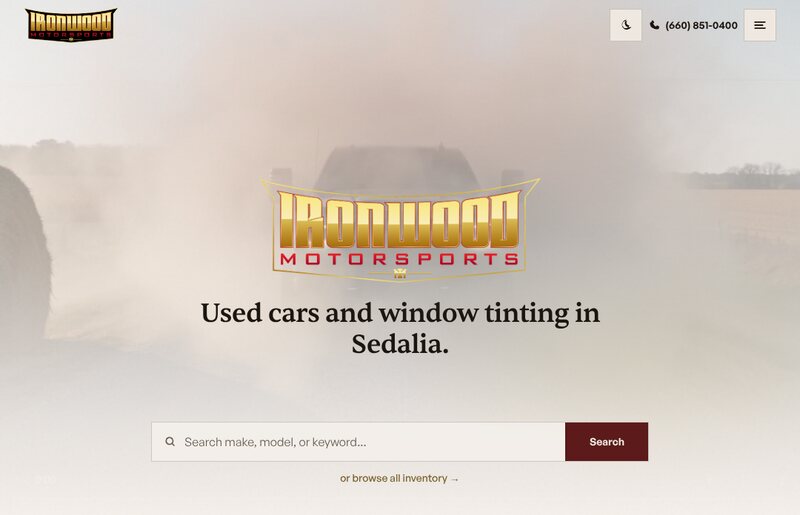 IRONWOOD
MOTORSPORTS
(660) 851-0400
IRONWOOD
MOTORSPORTS
Used cars and window tinting in
Sedalia.
Search make, model, or keyword...
Search
or browse all inventory →